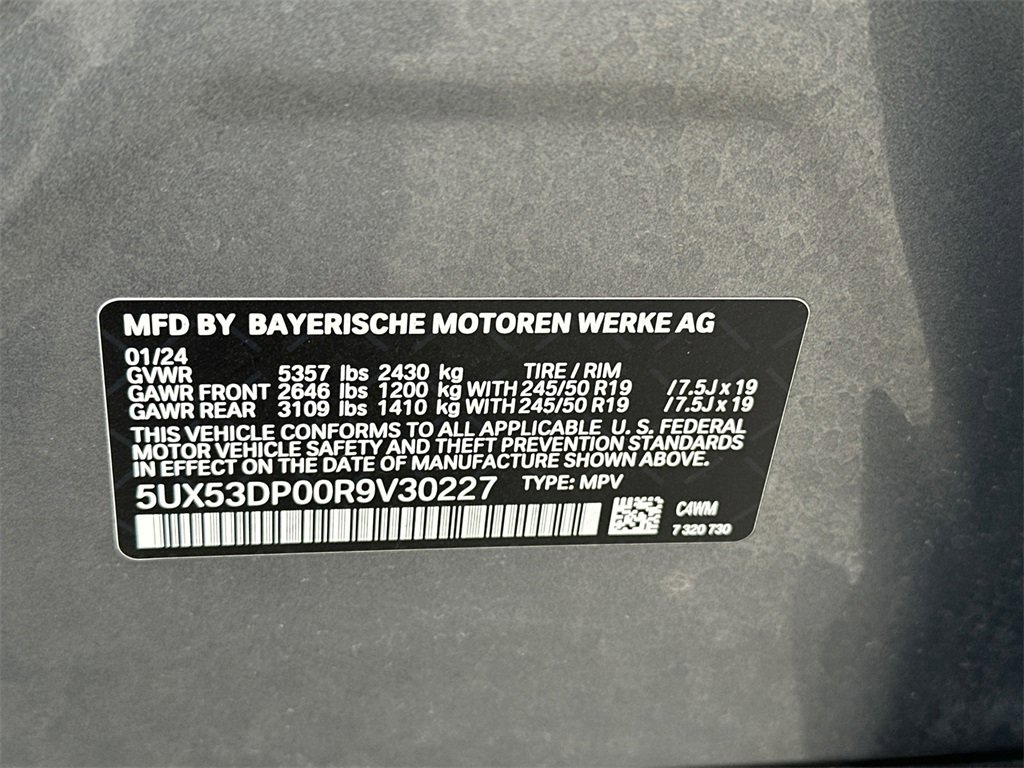 MFD BY BAYERISCHE MOTOREN WERKE AG
01/24
GVWR 5357 lbs 2430 kg TIRE / RIM
GAWR FRONT 2646 lbs 1200 kg WITH 245/50 R19 / 7.5J x 19
GAWR REAR 3109 lbs 1410 kg WITH 245/50 R19 / 7.5J x 19
THIS VEHICLE CONFORMS TO ALL APPLICABLE U. S. FEDERAL
MOTOR VEHICLE SAFETY AND THEFT PREVENTION STANDARDS
IN EFFECT ON THE DATE OF MANUFACTURE SHOWN ABOVE.
5UX53DP00R9V30227 TYPE: MPV
C4WM
7 320 730